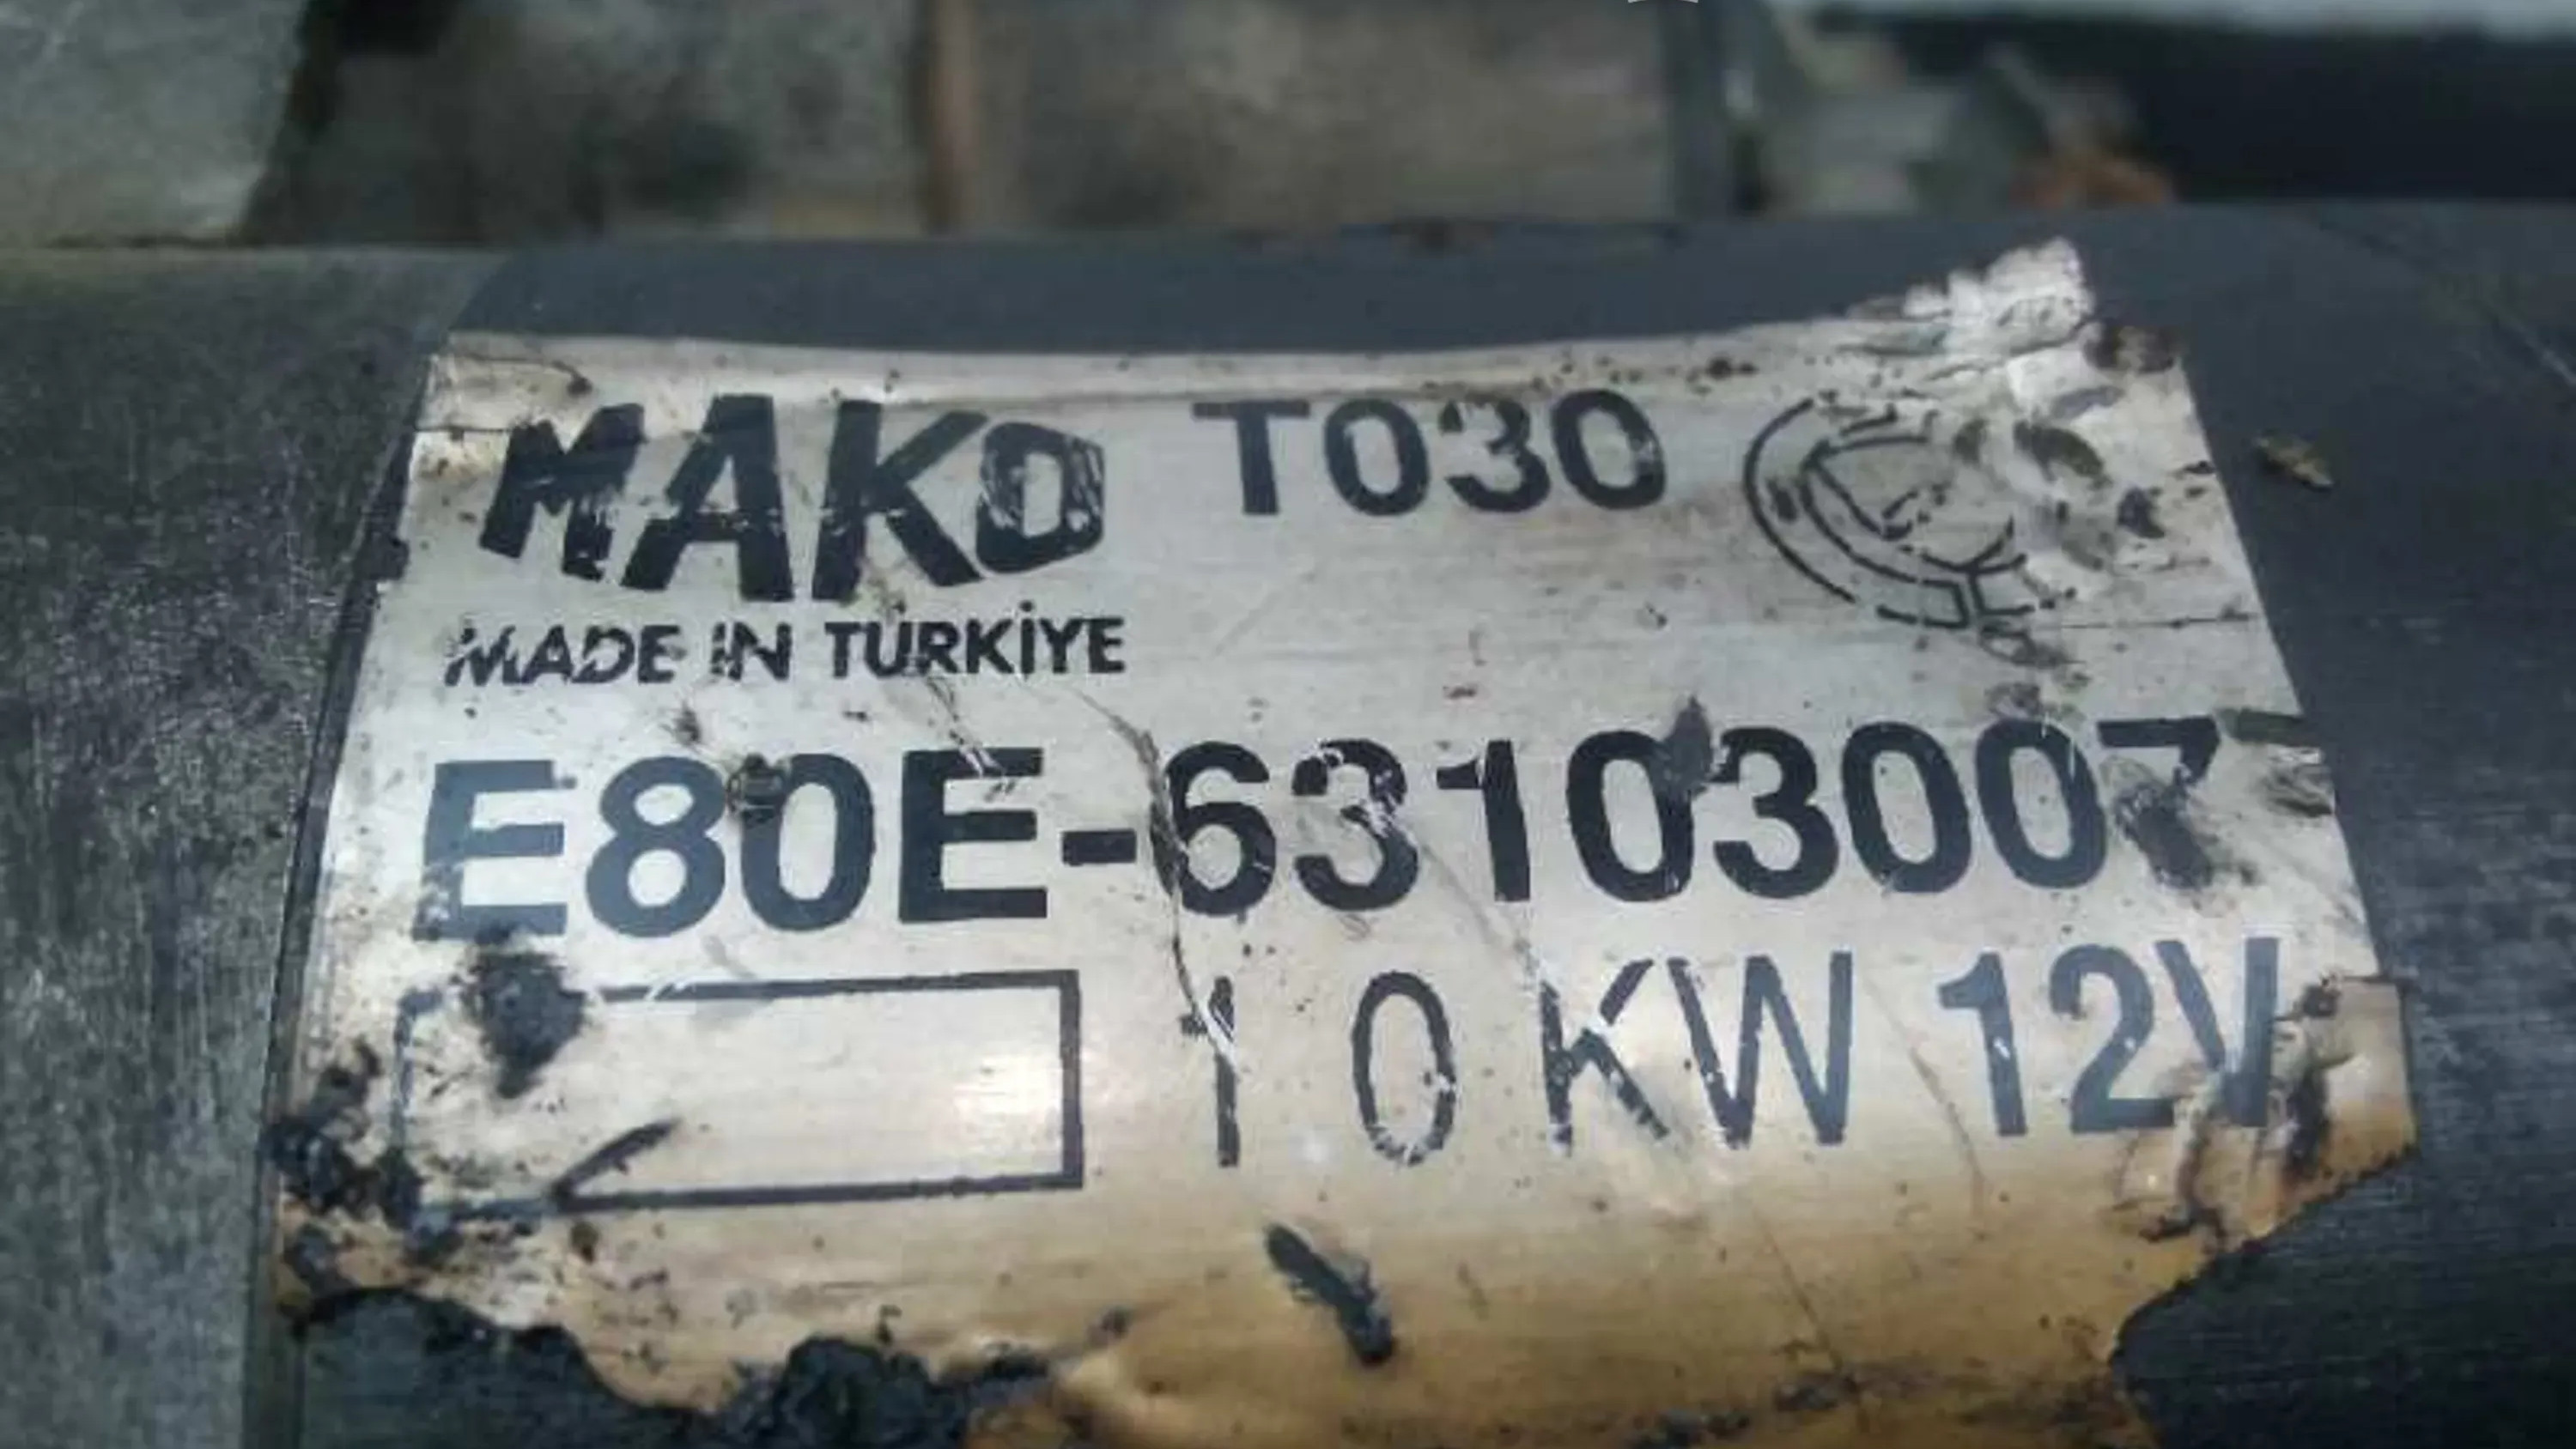 MAKO T030
MADE IN TURKİYE
E80E-63103007
1 0 KW 12V